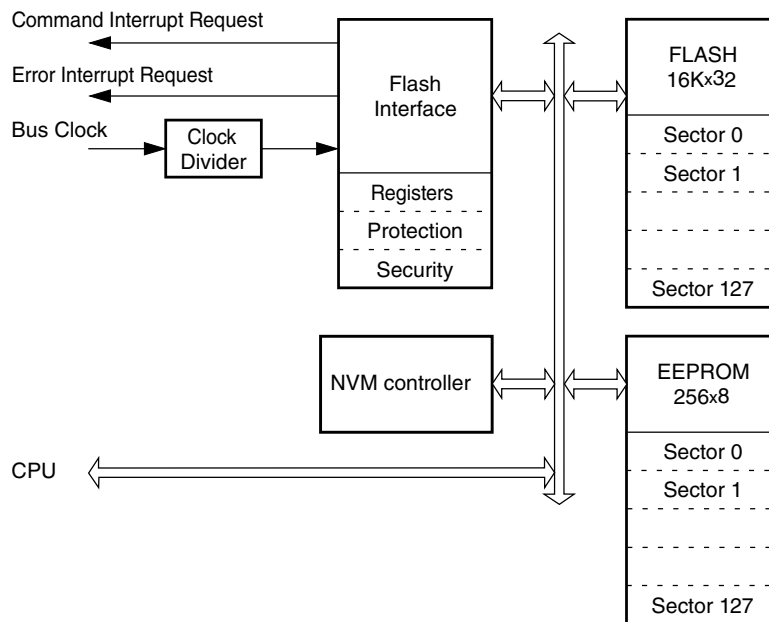 Command Interrupt Request
Error Interrupt Request
Bus Clock
Clock
Divider
Flash
Interface
Registers
Protection
Security
FLASH
16Kx32
Sector 0
Sector 1
Sector 127
NVM controller
EEPROM
256x8
Sector 0
Sector 1
Sector 127
CPU